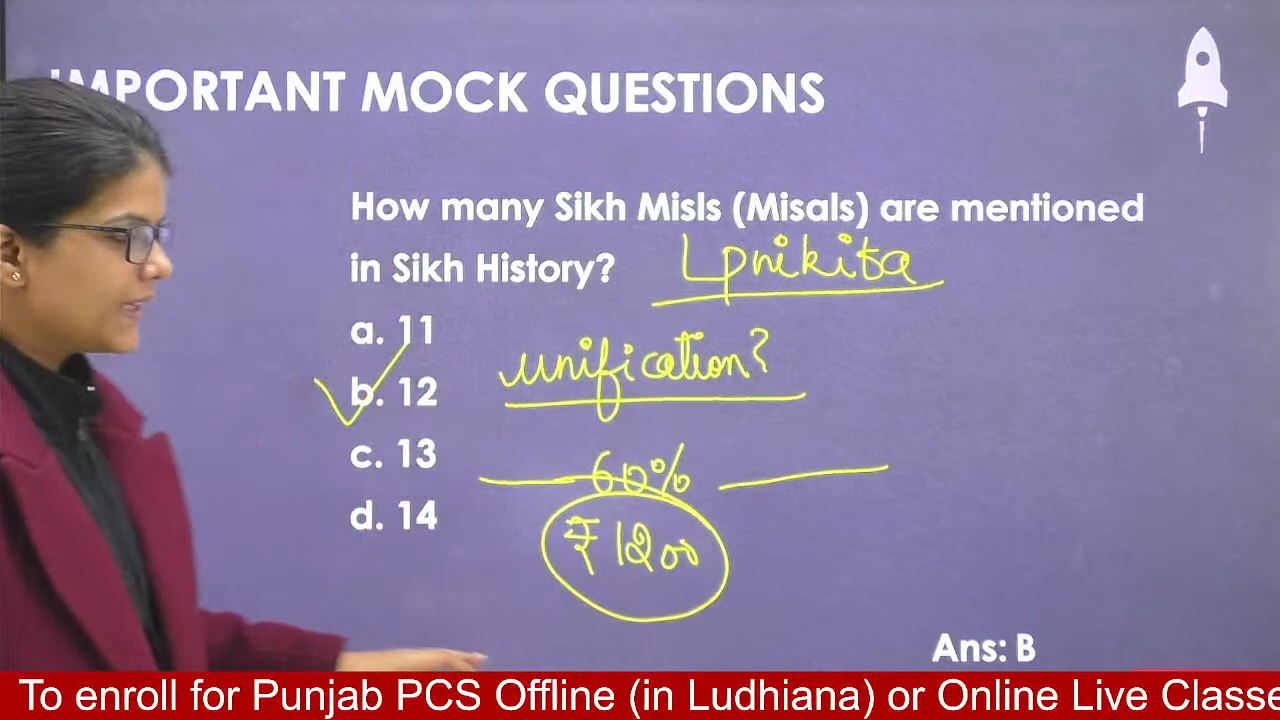 IMPORTANT MOCK QUESTIONS
How many Sikh Misls (Misals) are mentioned
in Sikh History?
Lpnikita
a. 11
unification?
b. 12
c. 13
60%
d. 14
₹1200
Ans: B
To enroll for Punjab PCS Offline (in Ludhiana) or Online Live Classe